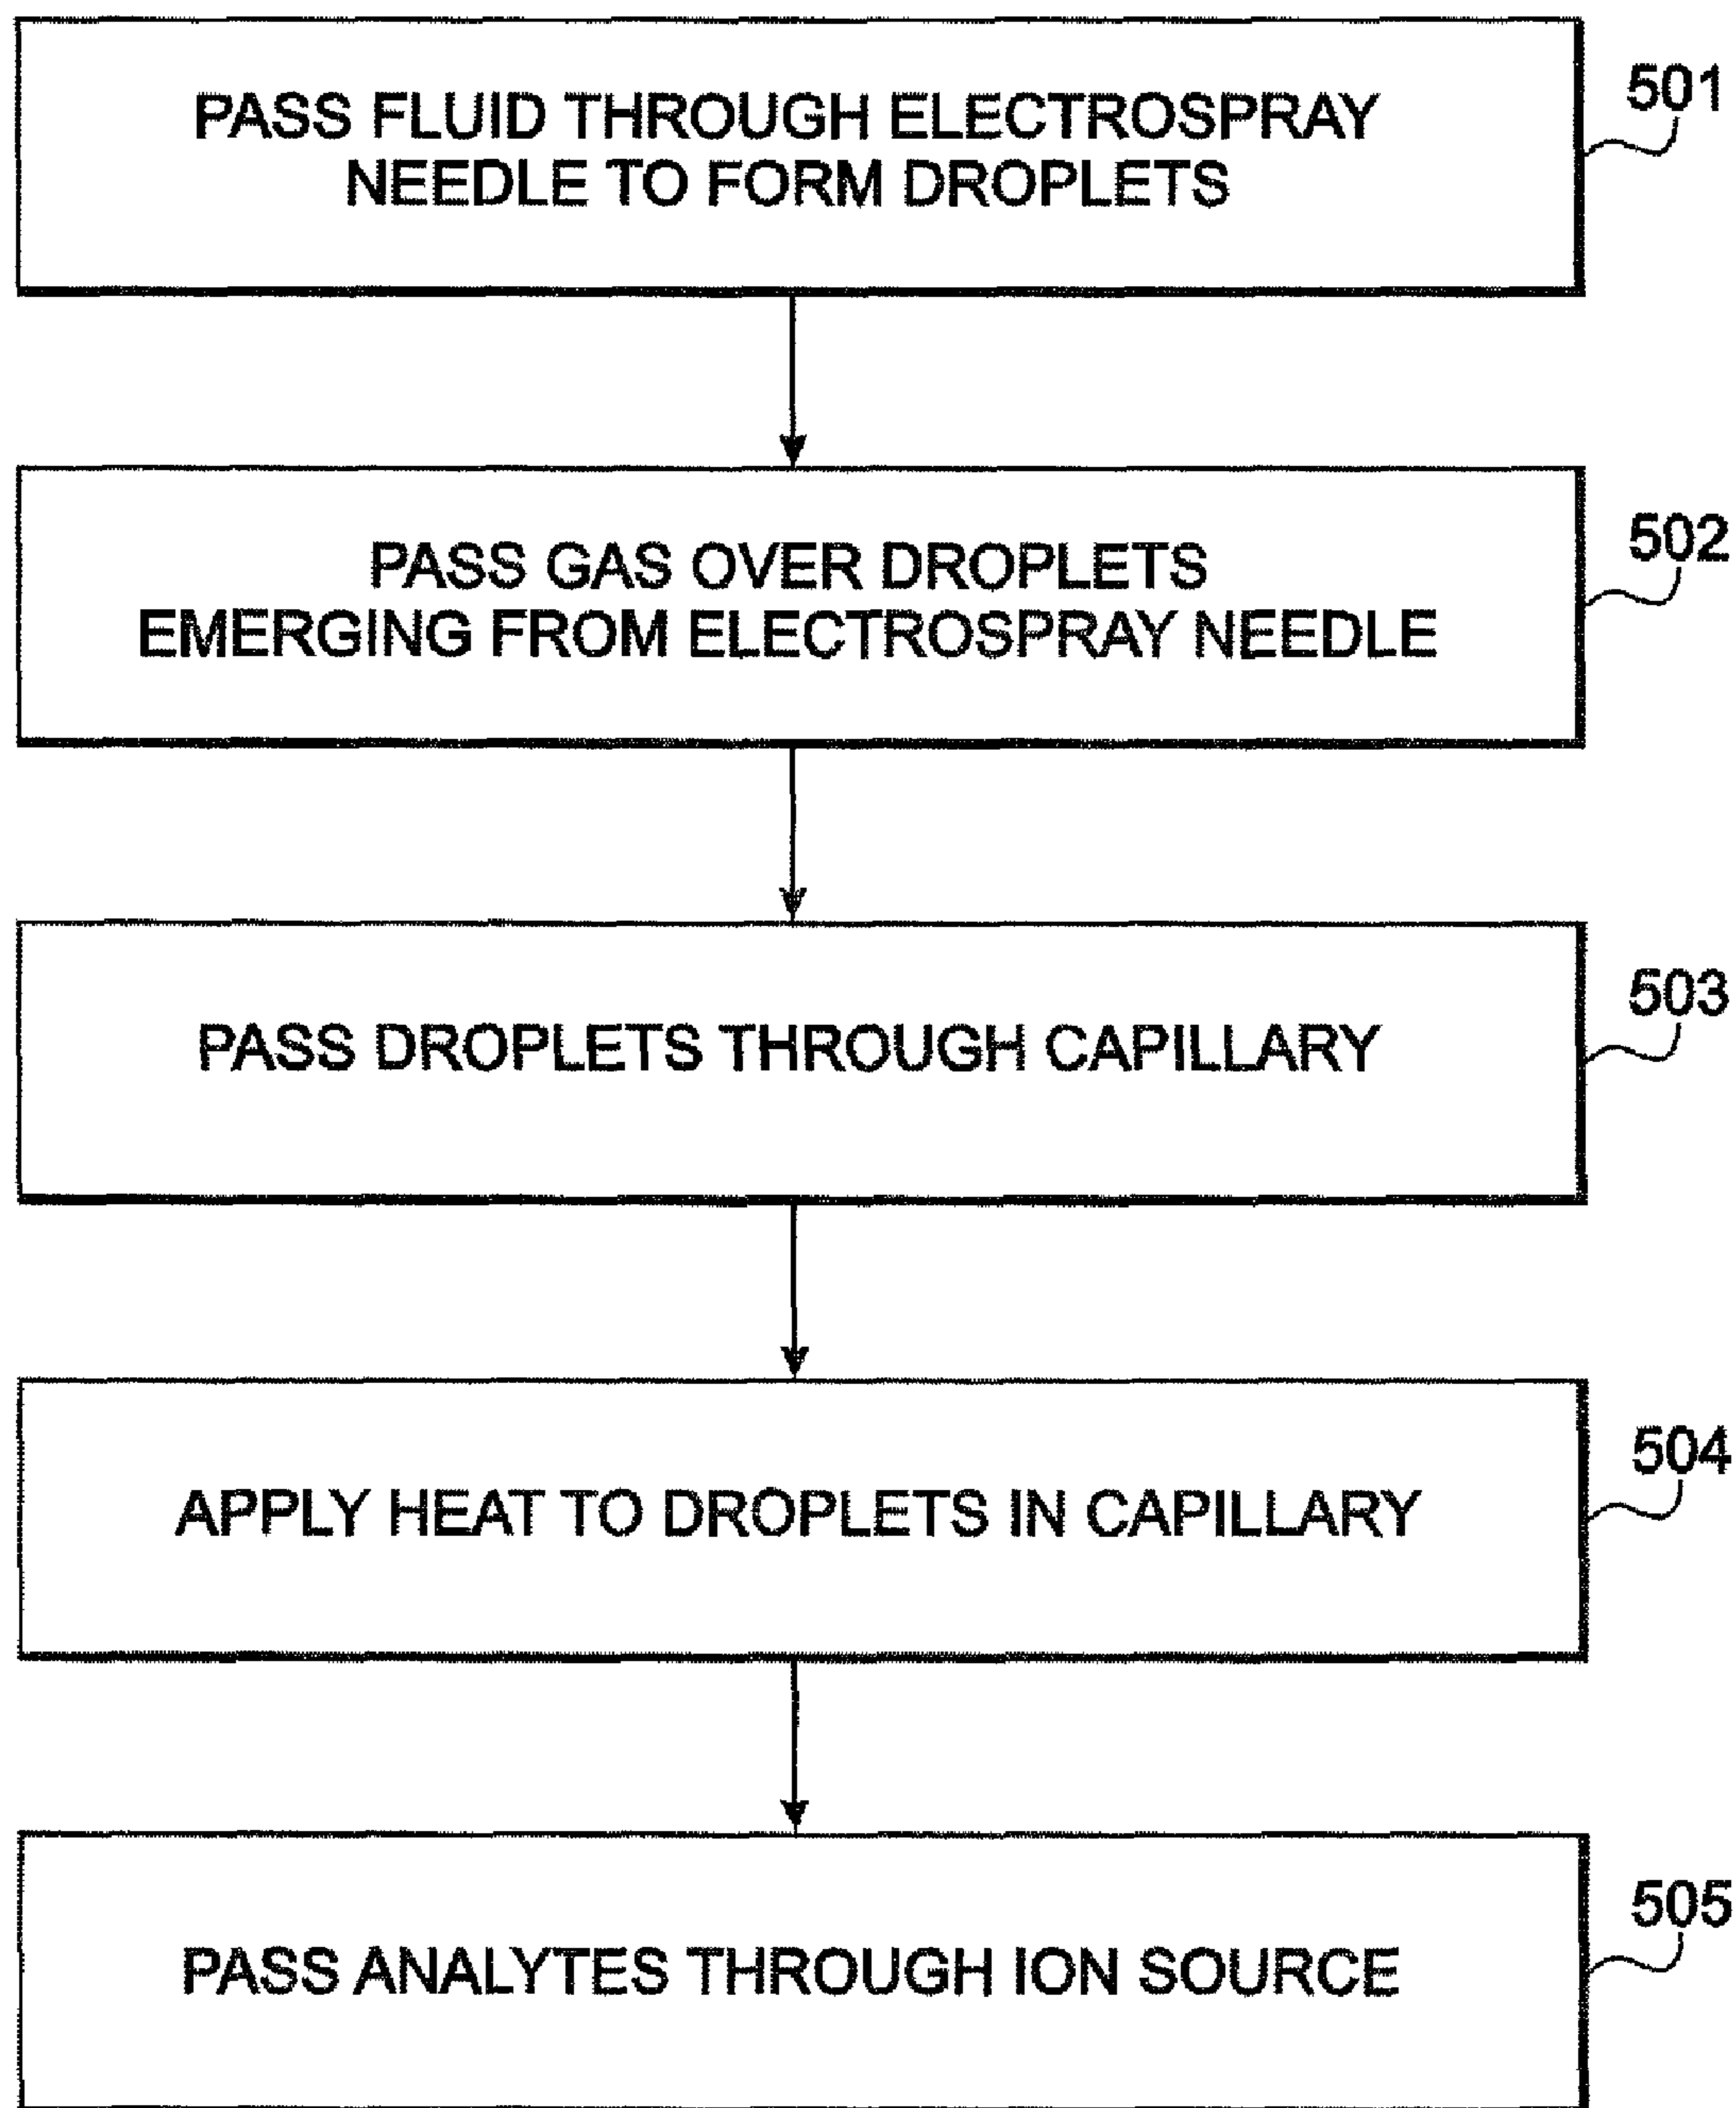 PASS FLUID THROUGH ELECTROSPRAY
NEEDLE TO FORM DROPLETS
501
PASS GAS OVER DROPLETS
EMERGING FROM ELECTROSPRAY NEEDLE
502
PASS DROPLETS THROUGH CAPILLARY
503
APPLY HEAT TO DROPLETS IN CAPILLARY
504
PASS ANALYTES THROUGH ION SOURCE
505